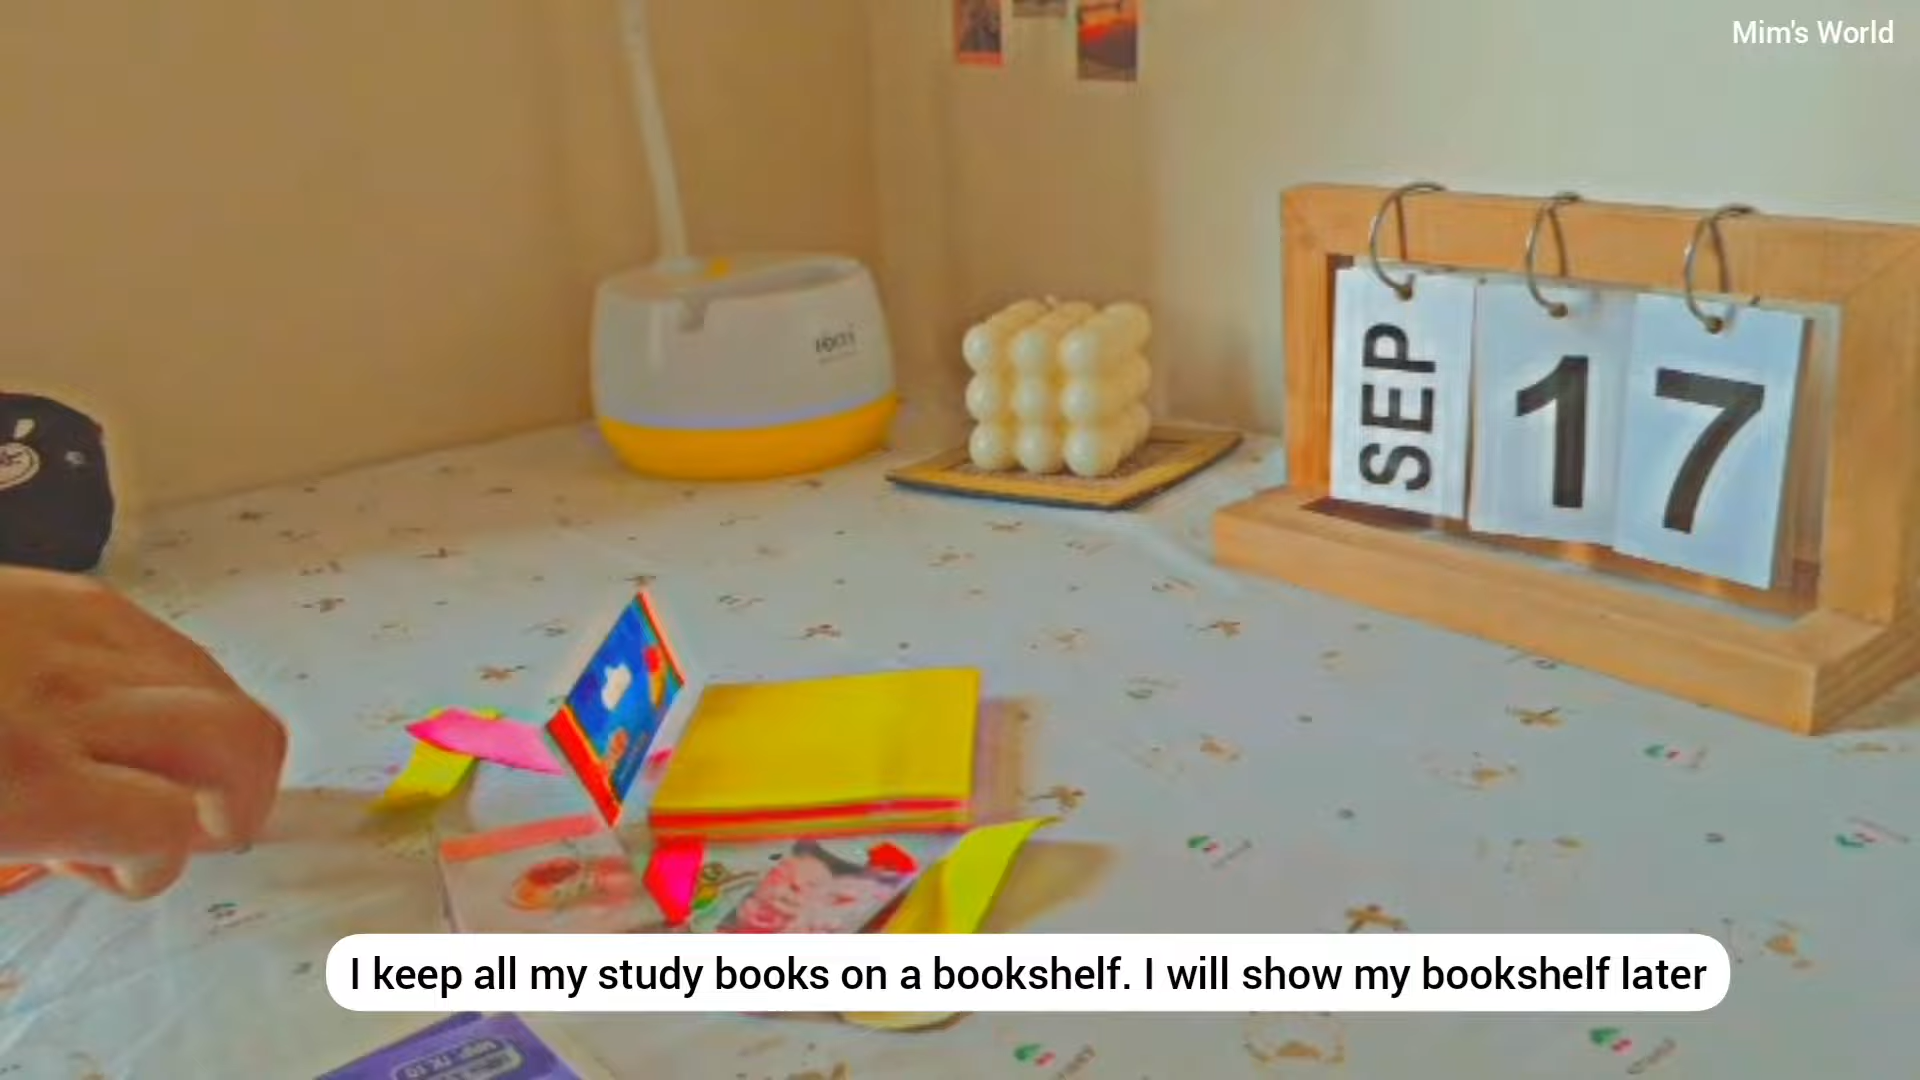 Mim's World
SEP 17
I keep all my study books on a bookshelf. I will show my bookshelf later